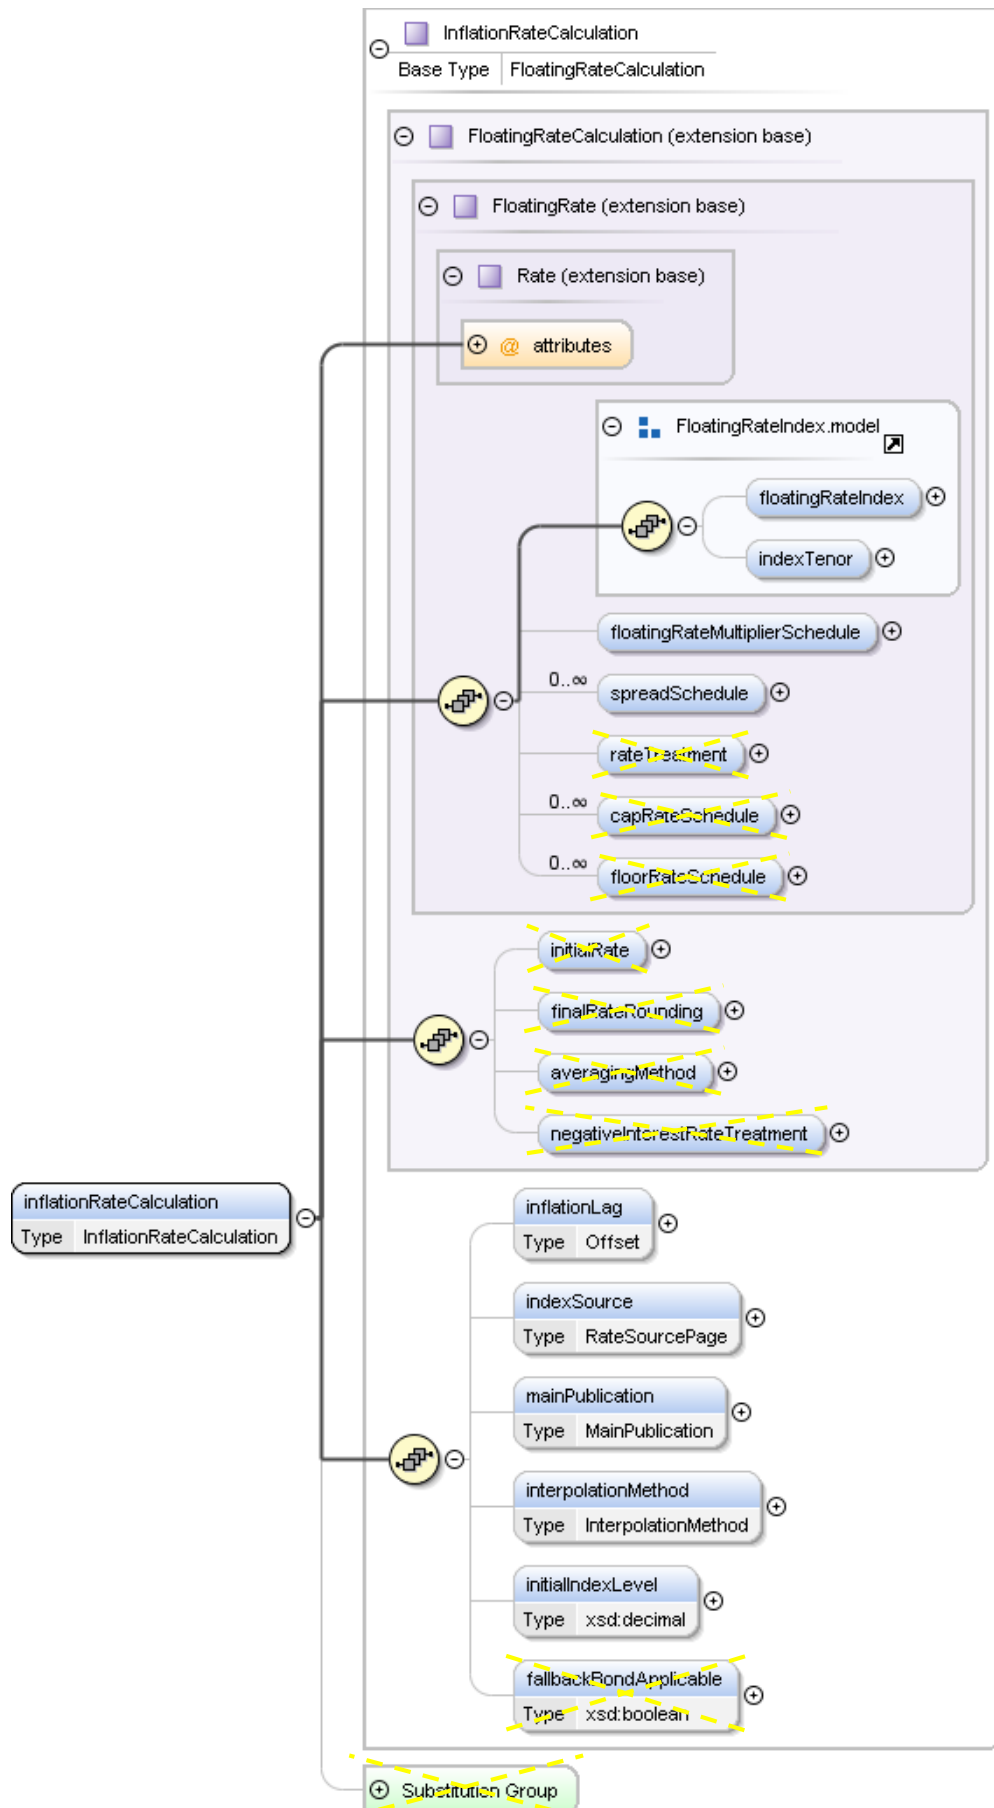 InflationRateCalculation
Base Type FloatingRateCalculation
FloatingRateCalculation (extension base)
FloatingRate (extension base)
Rate (extension base)
@ attributes
FloatingRateIndex.model
floatingRateIndex
indexTenor
floatingRateMultiplierSchedule
0..∞ spreadSchedule
rateTreatment
0..∞ capRateSchedule
0..∞ floorRateSchedule
initialRate
finalRateRounding
averagingMethod
negativeInterestRateTreatment
inflationRateCalculation
Type InflationRateCalculation
inflationLag
Type Offset
indexSource
Type RateSourcePage
mainPublication
Type MainPublication
interpolationMethod
Type InterpolationMethod
initialIndexLevel
Type xsd:decimal
fallbackBondApplicable
Type xsd:boolean
Substitution Group